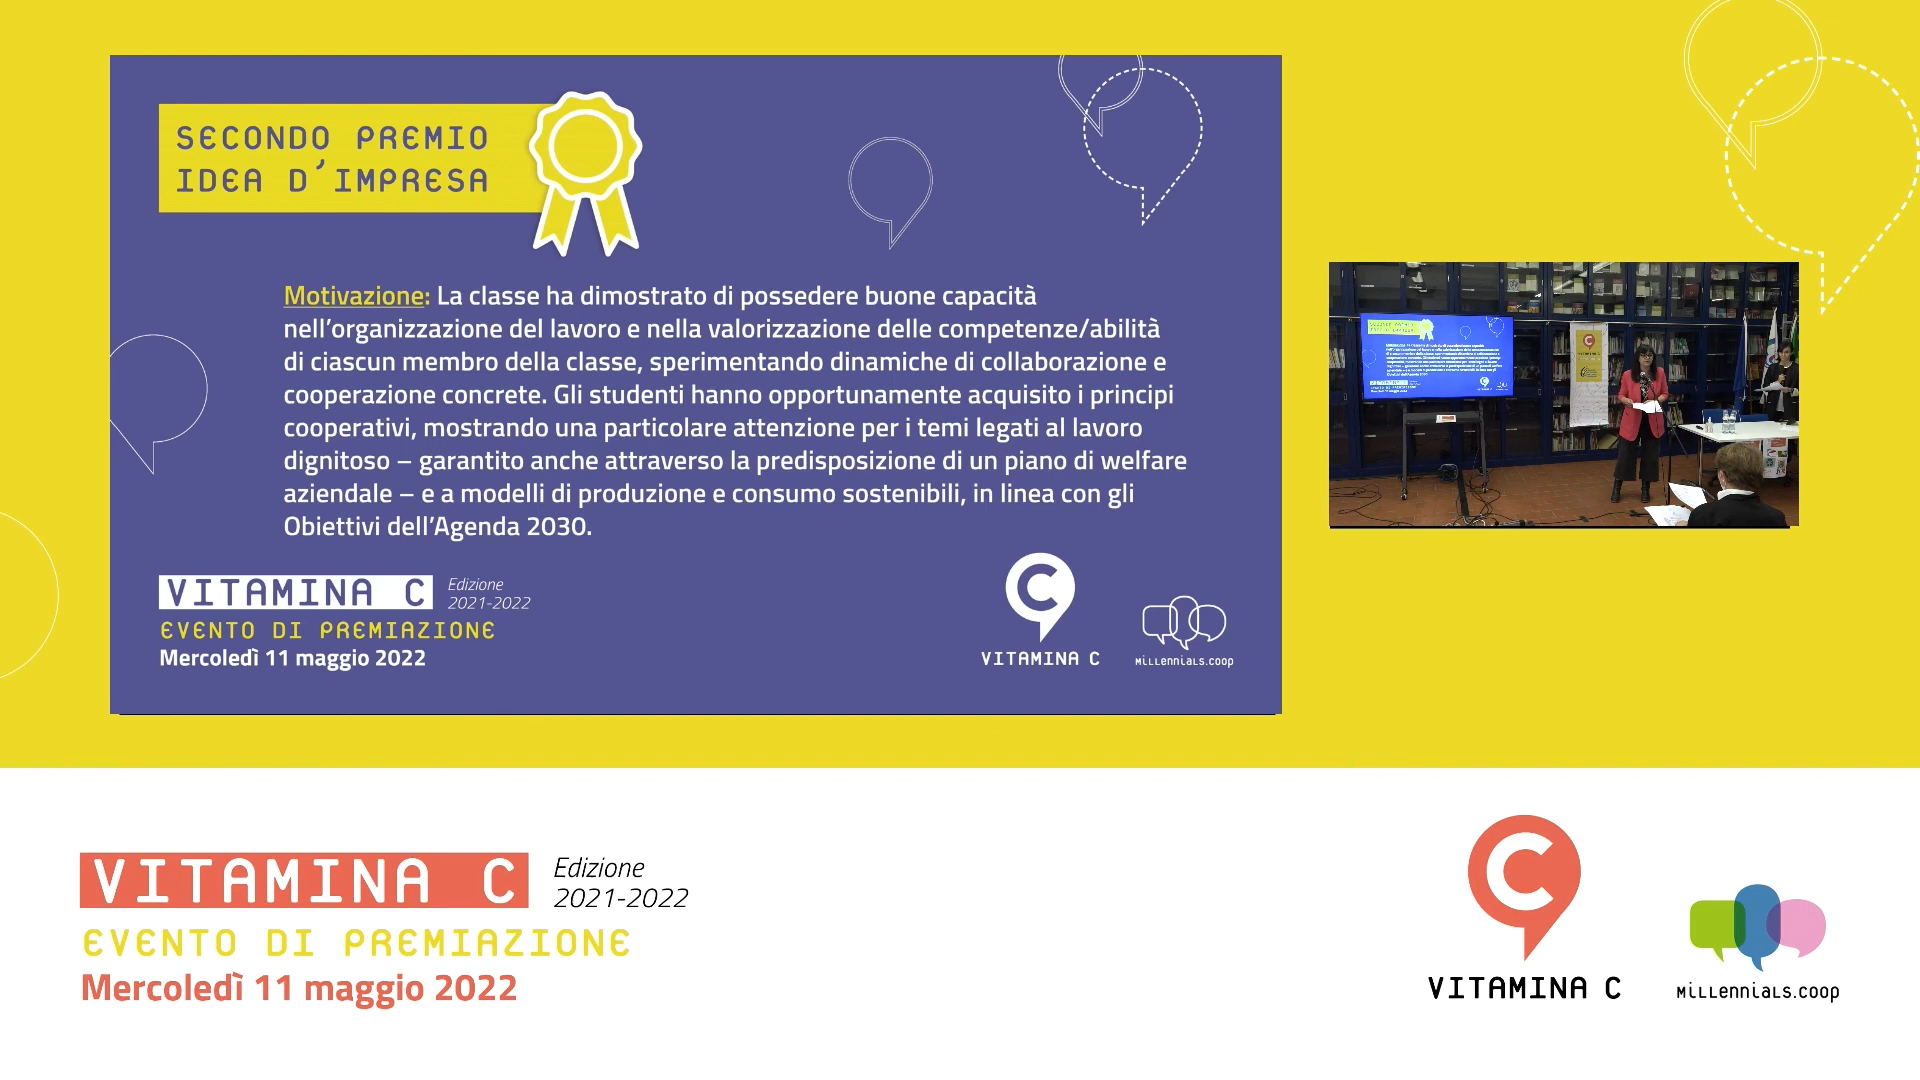 SECONDO PREMIO
IDEA D'IMPRESA
Motivazione: La classe ha dimostrato di possedere buone capacità
nell'organizzazione del lavoro e nella valorizzazione delle competenze/abilità
di ciascun membro della classe, sperimentando dinamiche di collaborazione e
cooperazione concrete. Gli studenti hanno opportunamente acquisito i principi
cooperativi, mostrando una particolare attenzione per i temi legati al lavoro
dignitoso – garantito anche attraverso la predisposizione di un piano di welfare
aziendale – e a modelli di produzione e consumo sostenibili, in linea con gli
Obiettivi dell'Agenda 2030.
VITAMINA C
Edizione
2021-2022
EVENTO DI PREMIAZIONE
Mercoledì 11 maggio 2022
C
VITAMINA C
MiLLenniaLs.coop
VITAMINA C
Edizione
2021-2022
EVENTO DI PREMIAZIONE
Mercoledì 11 maggio 2022
C
VITAMINA C
MiLLenniaLs.coop